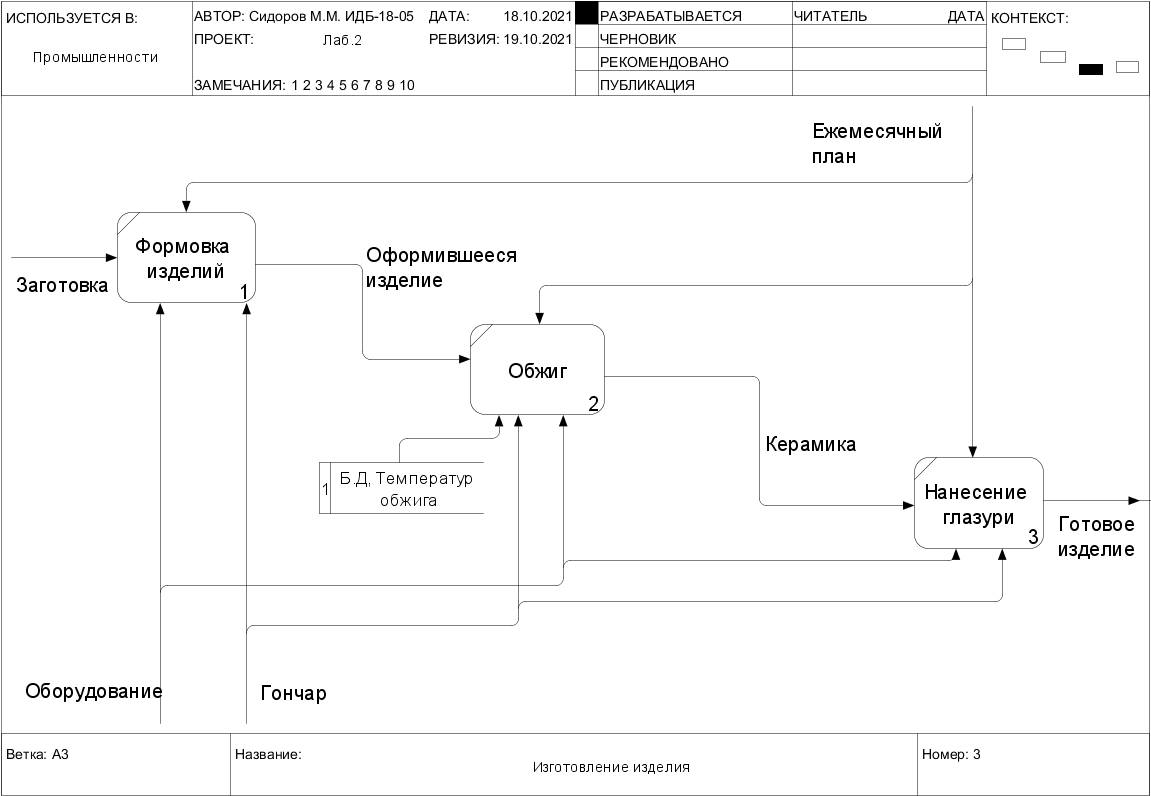 ИСПОЛЬЗУЕТСЯ В:
Промышленности
АВТОР: Сидоров М.М. ИДБ-18-05 ДАТА: 18.10.2021
ПРОЕКТ: Лаб.2 РЕВИЗИЯ: 19.10.2021
ЗАМЕЧАНИЯ: 1 2 3 4 5 6 7 8 9 10
РАЗРАБАТЫВАЕТСЯ
ЧЕРНОВИК
РЕКОМЕНДОВАНО
ПУБЛИКАЦИЯ
ЧИТАТЕЛЬ ДАТА
КОНТЕКСТ:
Ежемесячный
план
Формовка
изделий
1
Заготовка
Оформившееся
изделие
Обжиг
2
Керамика
1
Б.Д, Температур
обжига
Нанесение
глазури
3
Готовое
изделие
Оборудование
Гончар
Ветка: A3
Название:
Изготовление изделия
Номер: 3